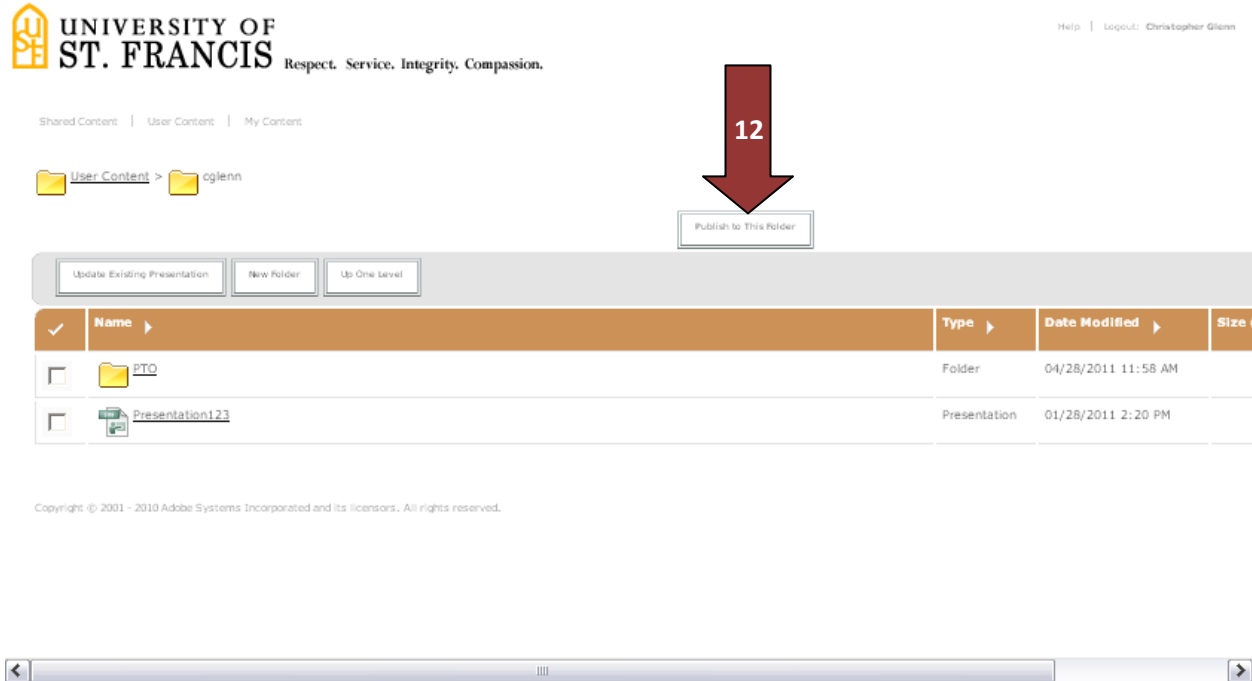 USF
UNIVERSITY OF
ST. FRANCIS Respect. Service. Integrity. Compassion.
Help | Logout: Christopher Glenn
12
Shared Content | User Content | My Content
User Content > cglenn
Publish to This Folder
Update Existing Presentation New Folder Up One Level
Name Type Date Modified Size
PTO Folder 04/28/2011 11:58 AM
Presentation123 Presentation 01/28/2011 2:20 PM
Copyright © 2001 - 2010 Adobe Systems Incorporated and its licensors. All rights reserved.